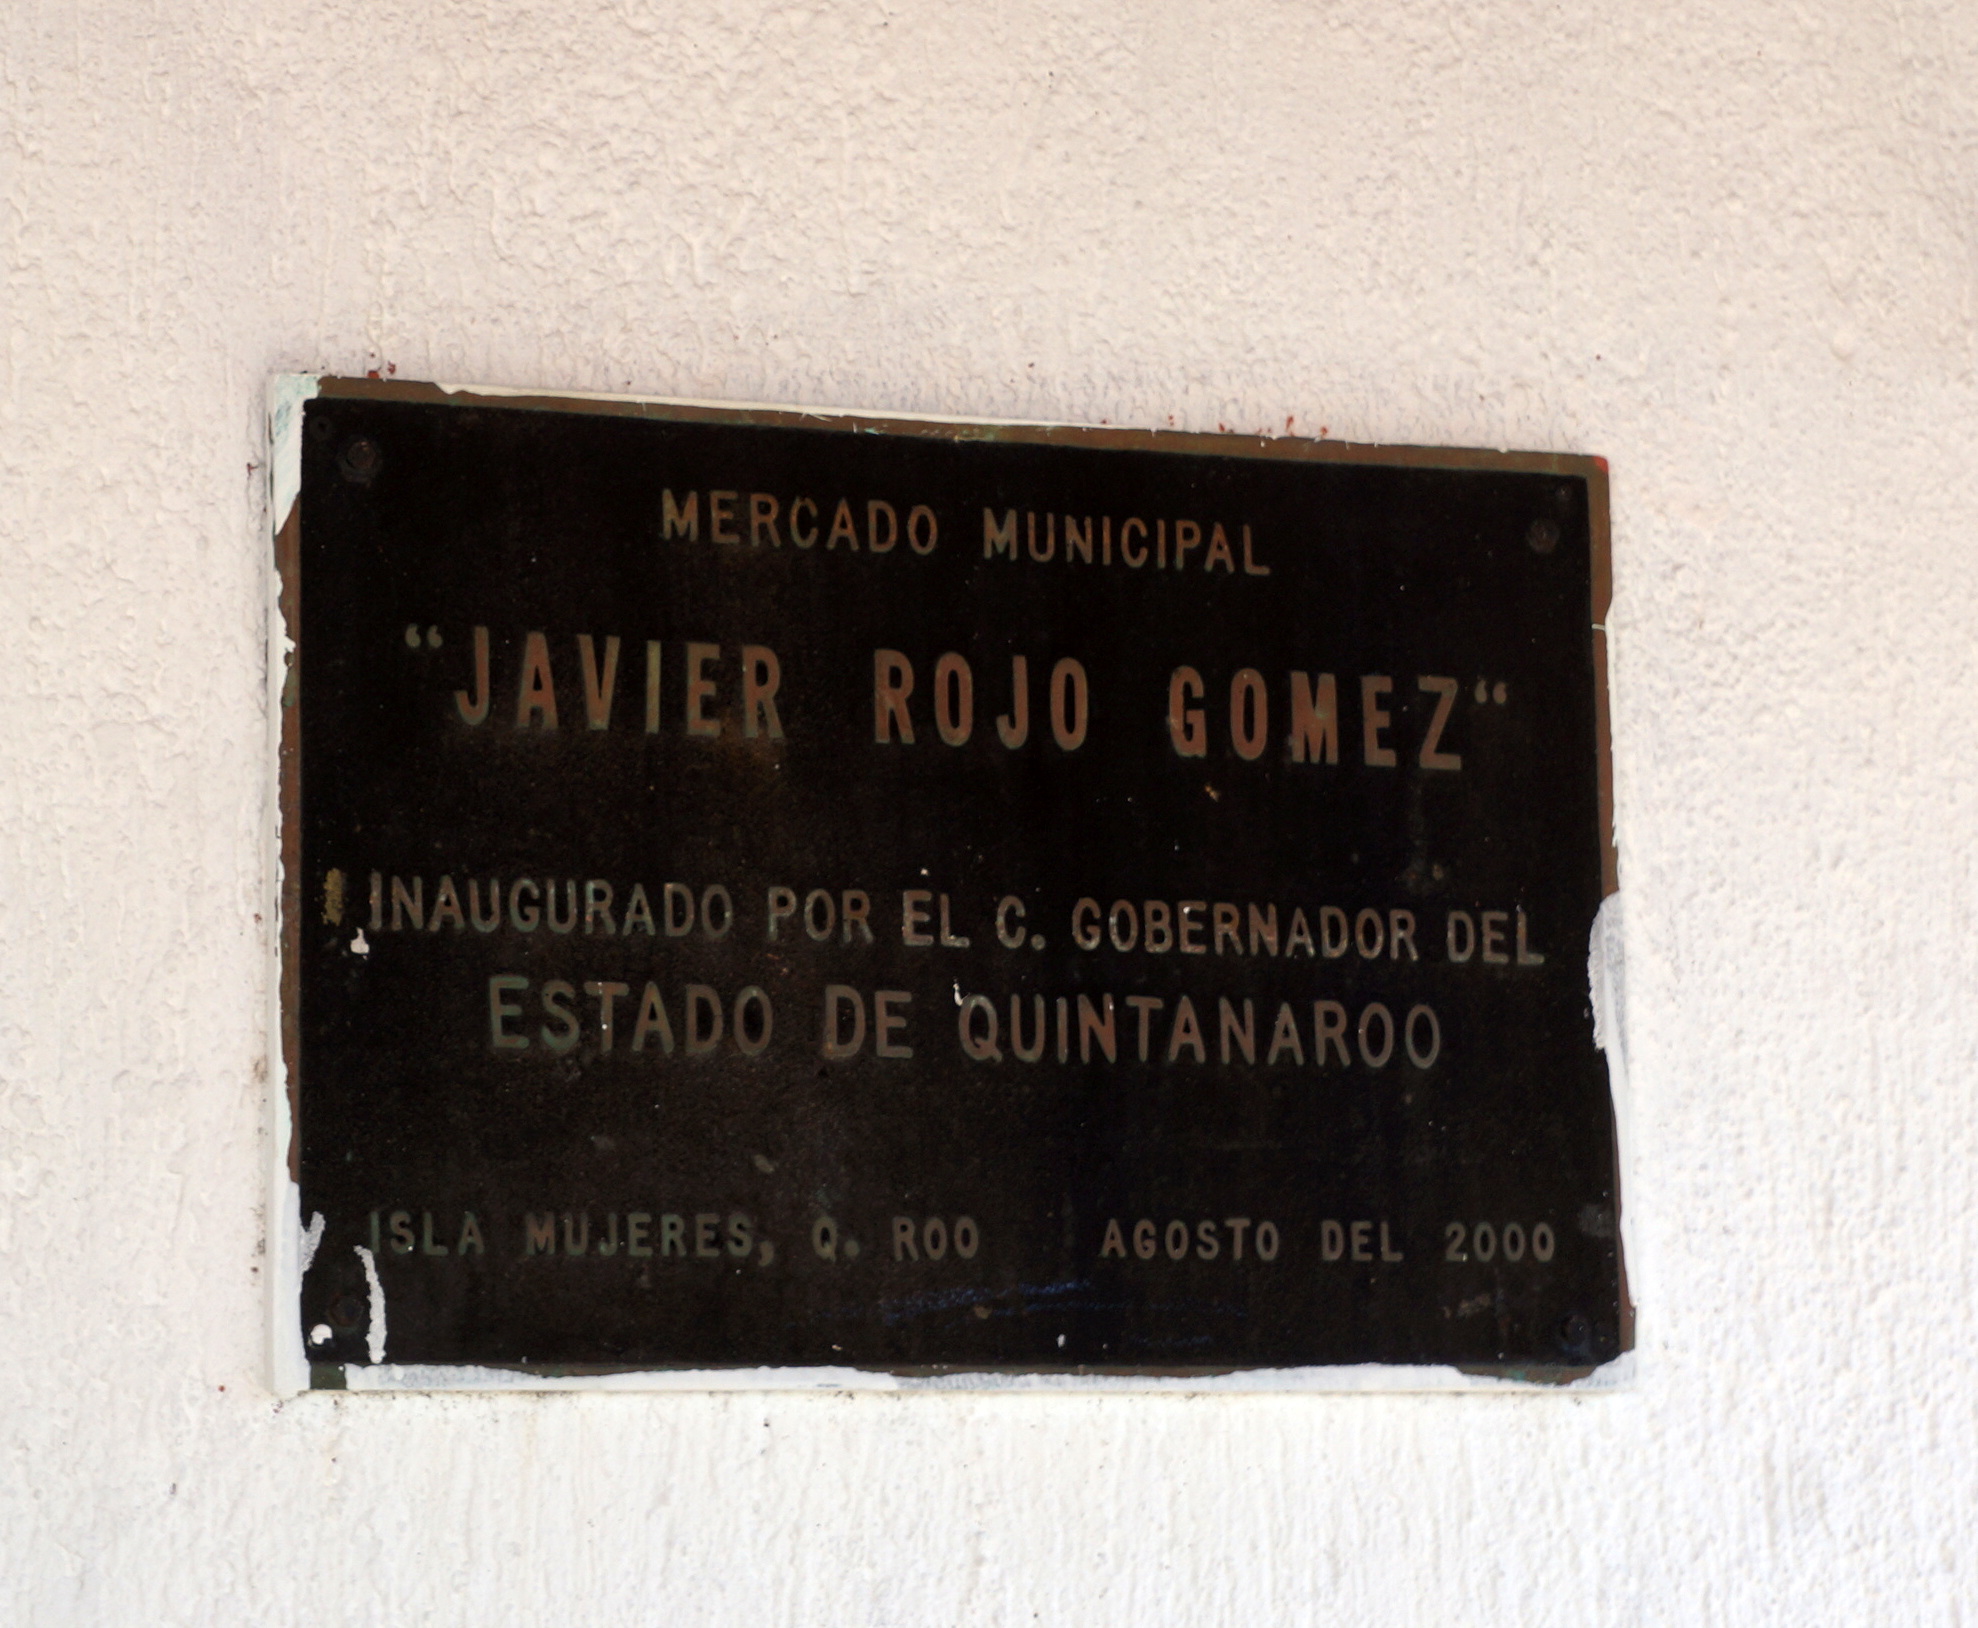 MERCADO MUNICIPAL
“JAVIER ROJO GOMEZ“
INAUGURADO POR EL C. GOBERNADOR DEL
ESTADO DE QUINTANAROO
ISLA MUJERES, Q. ROO AGOSTO DEL 2000